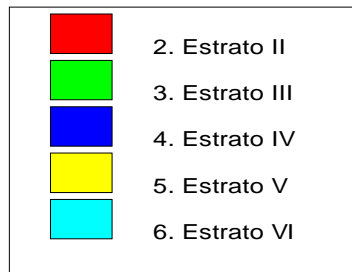 2. Estrato II
3. Estrato III
4. Estrato IV
5. Estrato V
6. Estrato VI